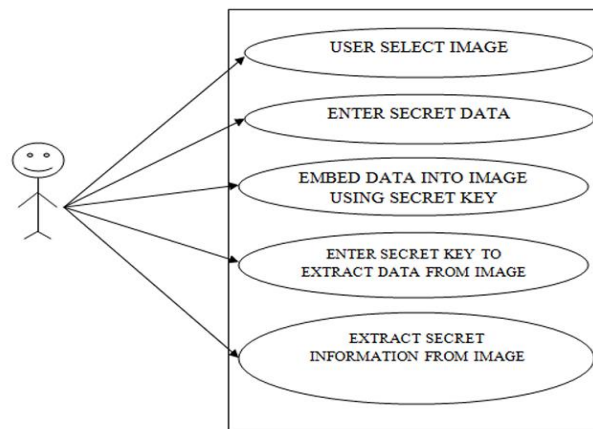 USER SELECT IMAGE
ENTER SECRET DATA
EMBED DATA INTO IMAGE
USING SECRET KEY
ENTER SECRET KEY TO
EXTRACT DATA FROM IMAGE
EXTRACT SECRET
INFORMATION FROM IMAGE